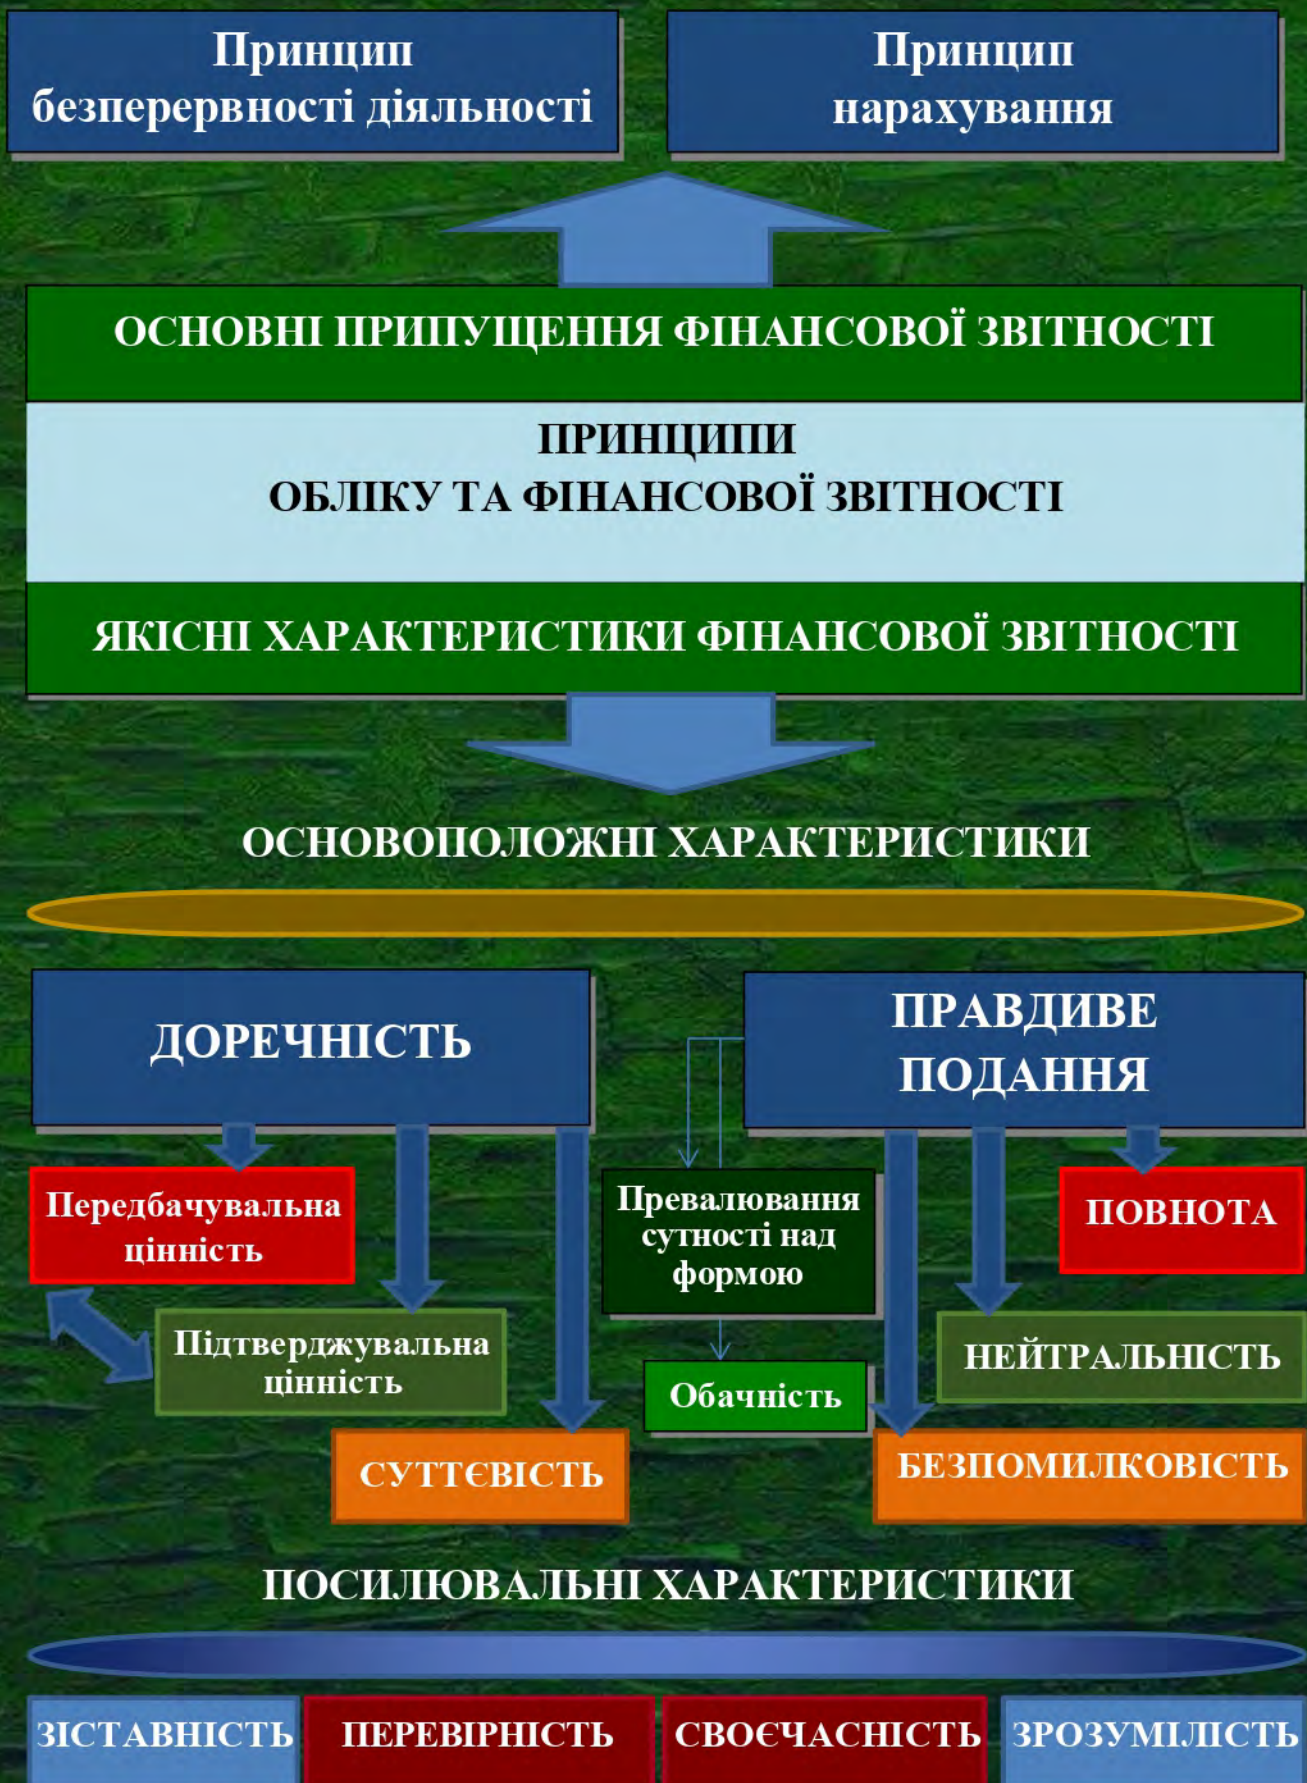 Принцип
безперервності діяльності
Принцип
нарахування
ОСНОВНІ ПРИПУЩЕННЯ ФІНАНСОВОЇ ЗВІТНОСТІ
ПРИНЦИПИ
ОБЛІКУ ТА ФІНАНСОВОЇ ЗВІТНОСТІ
ЯКІСНІ ХАРАКТЕРИСТИКИ ФІНАНСОВОЇ ЗВІТНОСТІ
ОСНОВОПОЛОЖНІ ХАРАКТЕРИСТИКИ
ДОРЕЧНІСТЬ
ПРАВДИВЕ
ПОДАННЯ
Передбачувальна
цінність
Превалювання
сутності над
формою
ПОВНОТА
Підтверджувальна
цінність
НЕЙТРАЛЬНІСТЬ
Обачність
СУТТЄВІСТЬ
БЕЗПОМИЛКОВІСТЬ
ПОСИЛЮВАЛЬНІ ХАРАКТЕРИСТИКИ
ЗІСТАВНІСТЬ
ПЕРЕВІРНІСТЬ
СВОЄЧАСНІСТЬ
ЗРОЗУМІЛІСТЬ